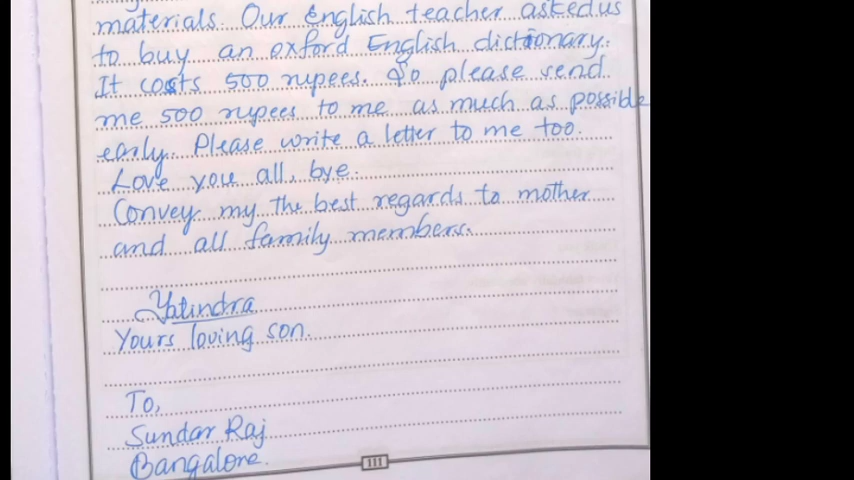 materials. Our English teacher asked us
to buy an oxford English dictionary.
It costs 500 rupees. So please send
me 500 rupees to me as much as possible
early. Please write a letter to me too.
Love you all, bye.
Convey my the best regards to mother
and all family members.
Yatindra
Yours loving son.
To,
Sundar Raj
Bangalore.
111